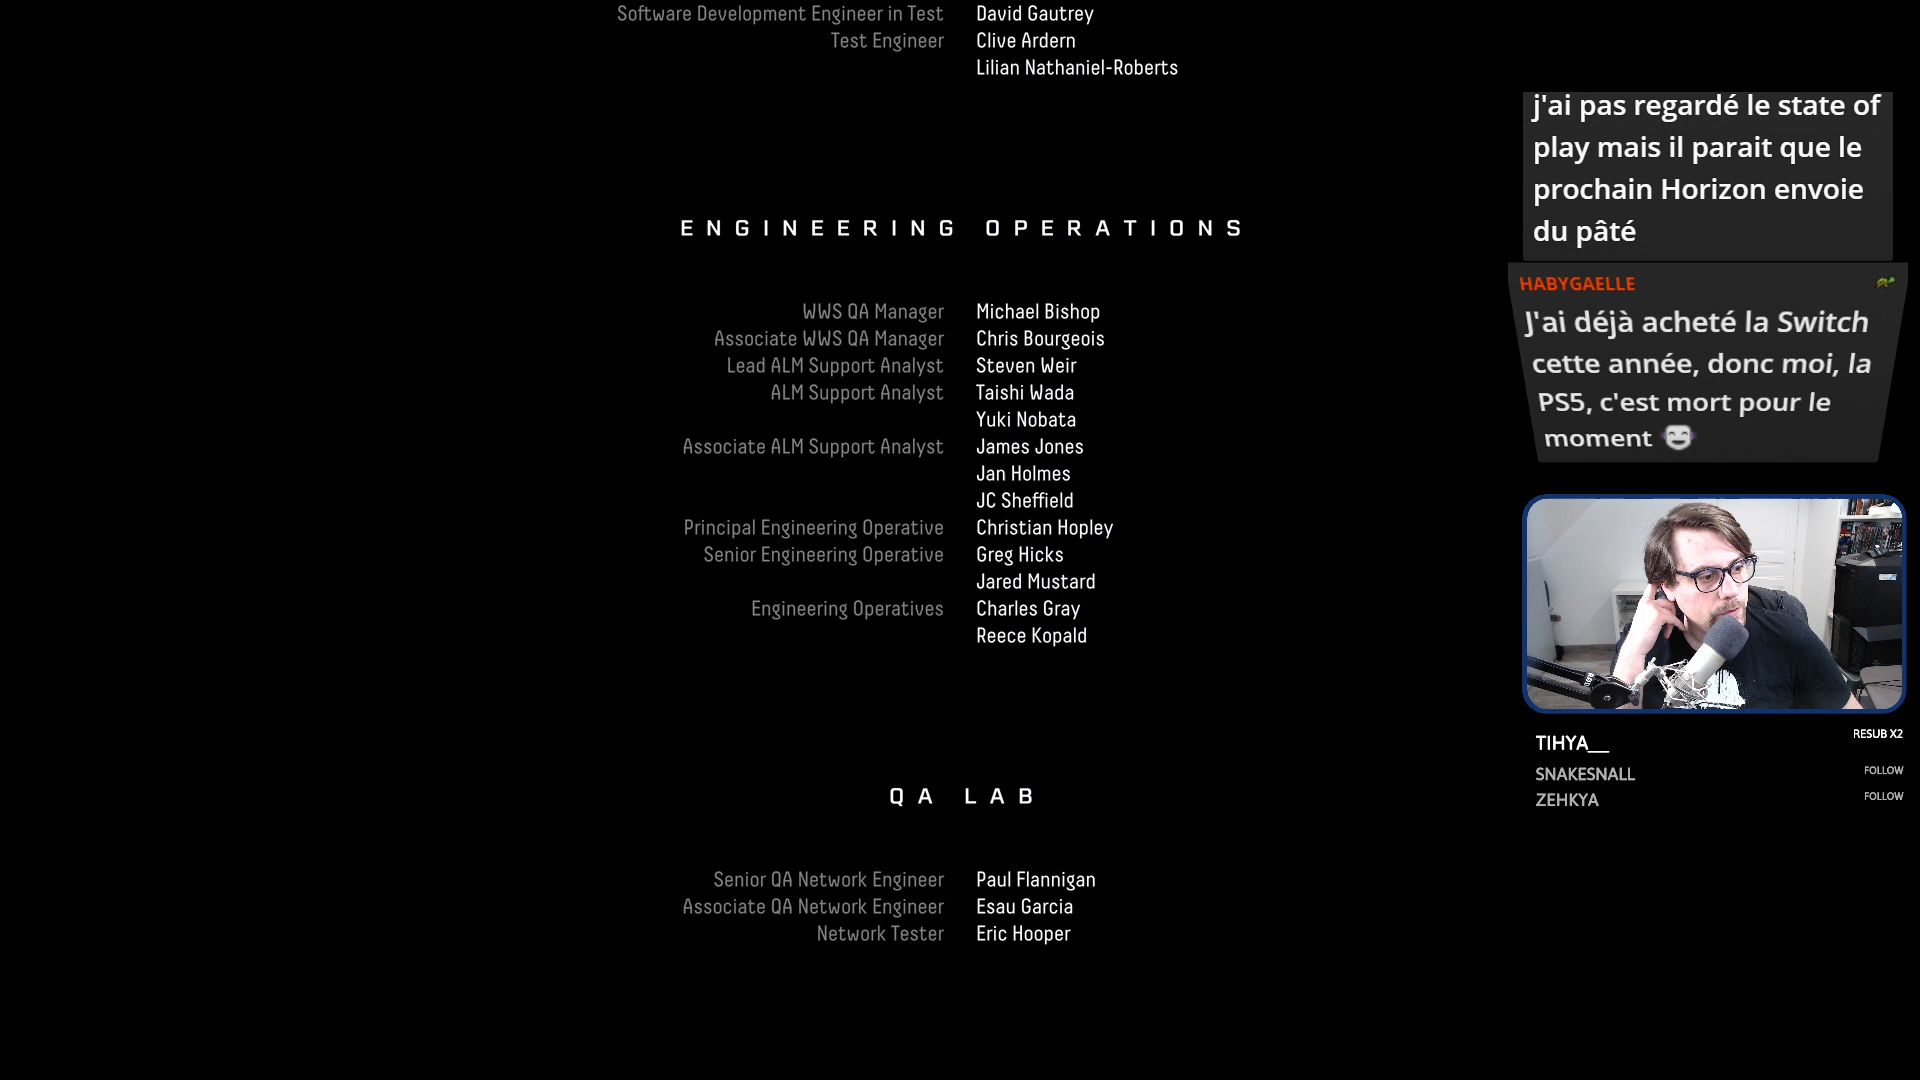 Software Development Engineer in Test David Gautrey
Test Engineer Clive Ardern
Lilian Nathaniel-Roberts
ENGINEERING OPERATIONS
WWS QA Manager Michael Bishop
Associate WWS QA Manager Chris Bourgeois
Lead ALM Support Analyst Steven Weir
ALM Support Analyst Taishi Wada
Yuki Nobata
Associate ALM Support Analyst James Jones
Jan Holmes
JC Sheffield
Principal Engineering Operative Christian Hopley
Senior Engineering Operative Greg Hicks
Jared Mustard
Engineering Operatives Charles Gray
Reece Kopald
QA LAB
Senior QA Network Engineer Paul Flannigan
Associate QA Network Engineer Esau Garcia
Network Tester Eric Hooper
j'ai pas regardé le state of
play mais il parait que le
prochain Horizon envoie
du pâté
HABYGAELLE
J'ai déjà acheté la Switch
cette année, donc moi, la
PS5, c'est mort pour le
moment
TIHYA__ RESUB X2
SNAKESNALL FOLLOW
ZEHKYA FOLLOW